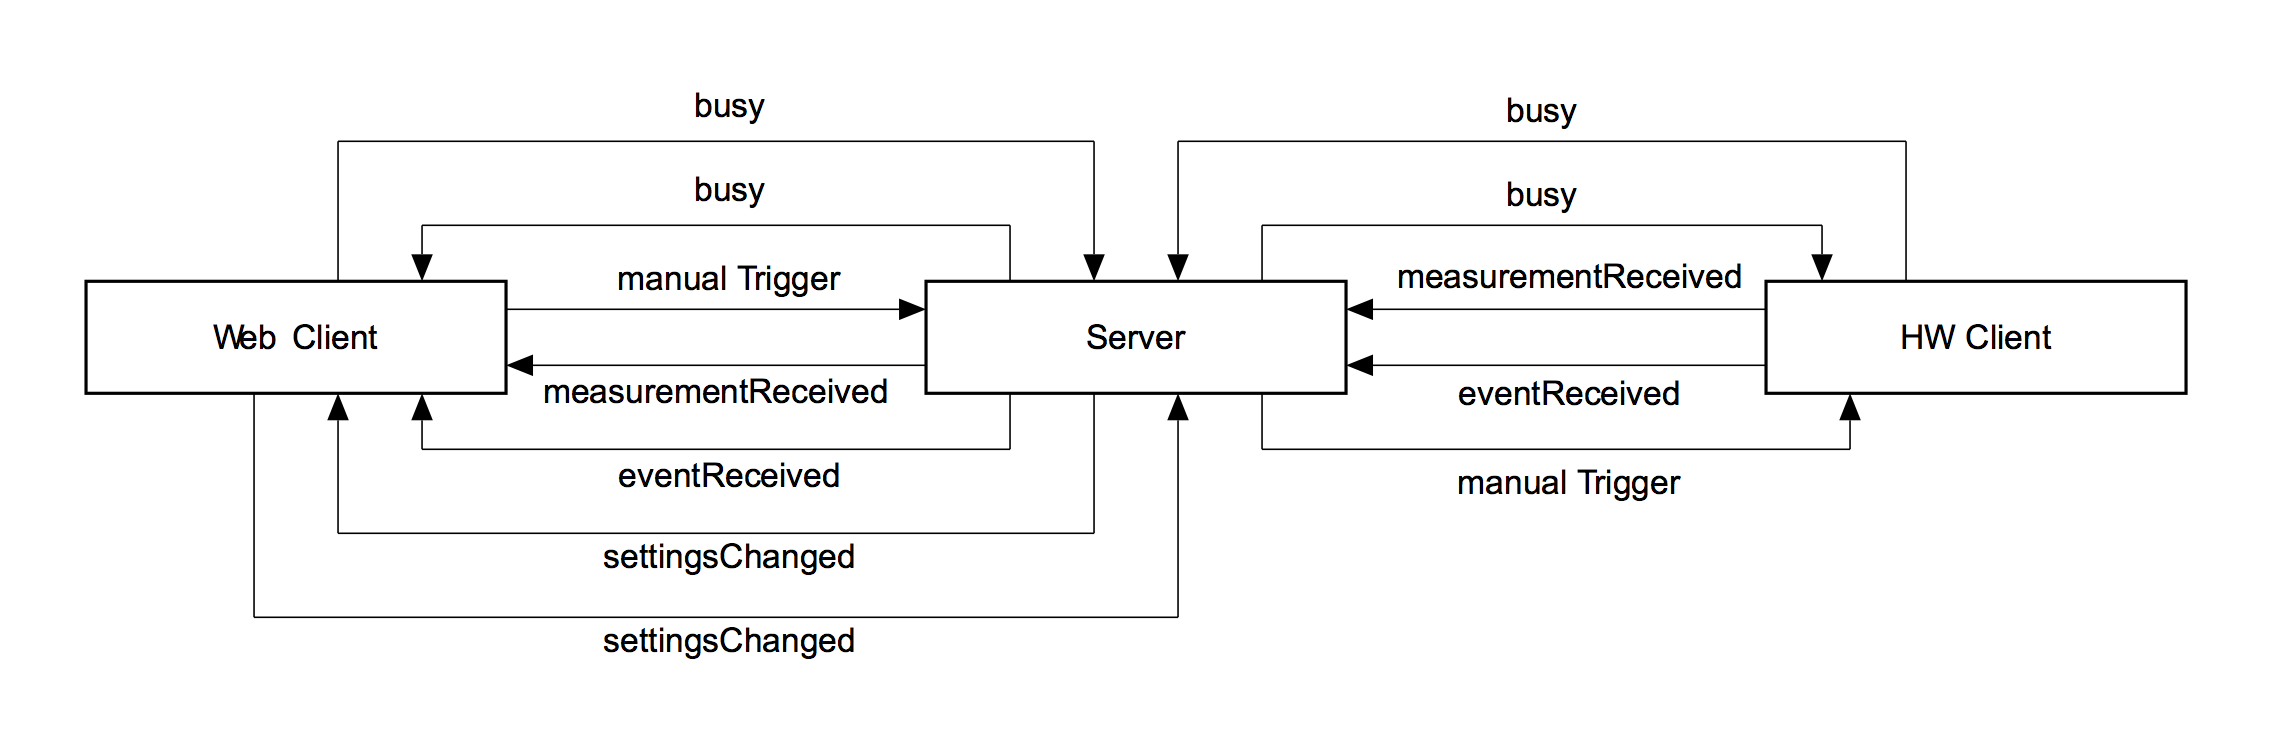 busy
busy
busy
busy
manual Trigger
measurementReceived
Web Client
Server
HW Client
measurementReceived
eventReceived
eventReceived
manual Trigger
settingsChanged
settingsChanged